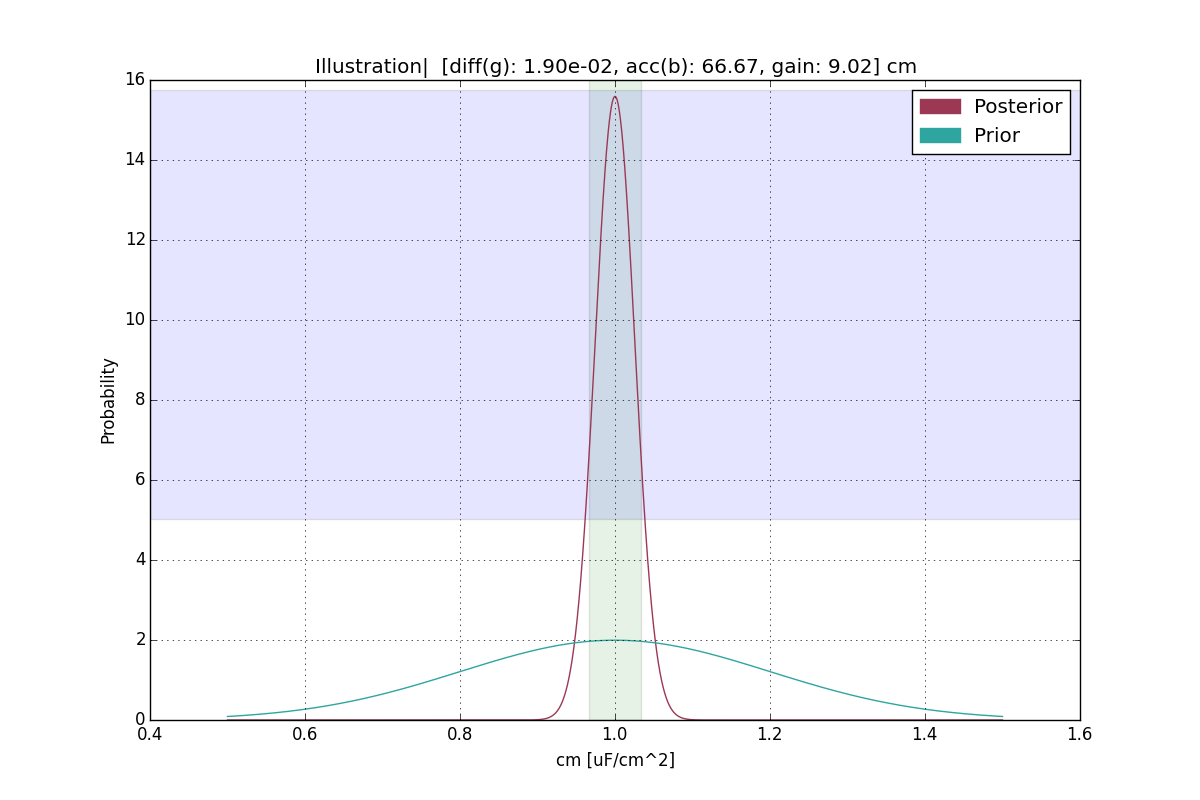 Illustration|  [diff(g): 1.90e-02, acc(b): 66.67, gain: 9.02] cm
Posterior
Prior
Probability
16
14
12
10
8
6
4
2
0
0.4 0.6 0.8 1.0 1.2 1.4 1.6
cm [uF/cm^2]